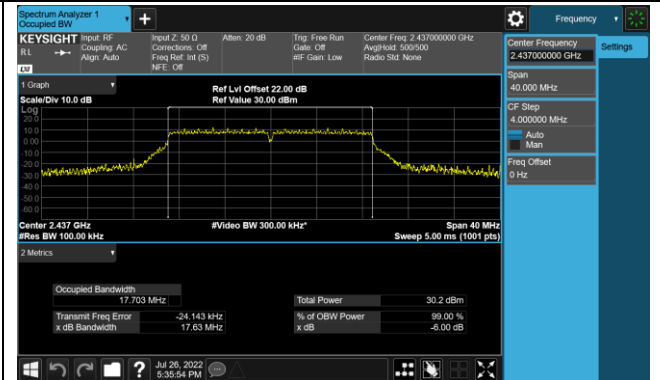 Spectrum Analyzer 1
Occupied BW
+
Frequency
KEYSIGHT
RL
LXI
Input: RF
Coupling: AC
Align: Auto
Input Z: 50 Ω
Corrections: Off
Freq Ref: Int (S)
NFE: Off
Atten: 20 dB
Trig: Free Run
Gate: Off
#IF Gain: Low
Center Freq: 2.437000000 GHz
Avg|Hold: 500/500
Radio Std: None
Center Frequency
2.437000000 GHz
Settings
Span
40.000 MHz
CF Step
4.000000 MHz
Auto
Man
Freq Offset
0 Hz
1 Graph
Scale/Div 10.0 dB
Ref Lvl Offset 22.00 dB
Ref Value 30.00 dBm
Log
20.0
10.0
0.00
-10.0
-20.0
-30.0
-40.0
-50.0
-60.0
Center 2.437 GHz
#Res BW 100.00 kHz
#Video BW 300.00 kHz*
Span 40 MHz
Sweep 5.00 ms (1001 pts)
2 Metrics
Occupied Bandwidth
17.703 MHz
Total Power 30.2 dBm
Transmit Freq Error -24.143 kHz
% of OBW Power 99.00 %
x dB Bandwidth 17.63 MHz
x dB -6.00 dB
?
Jul 26, 2022
5:35:54 PM